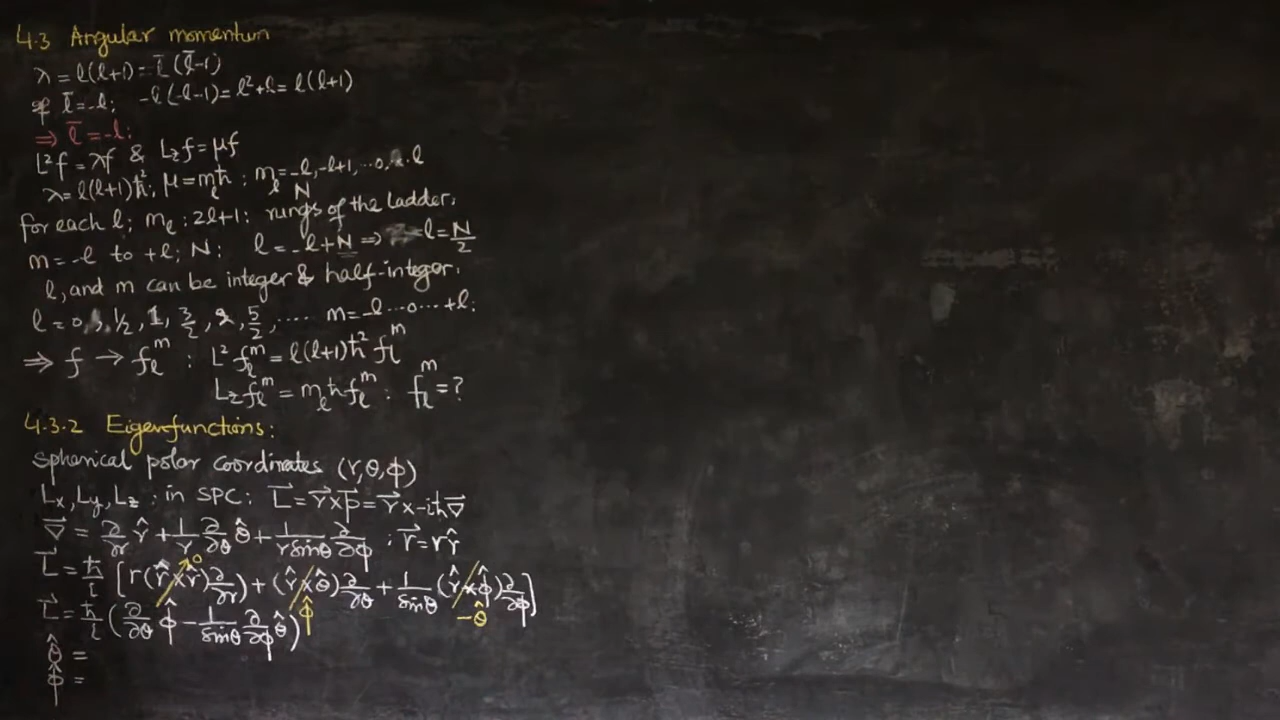 4.3 Angular momentum
λ = l(l+1) = l̄(l̄-1)
if l̄ = -l; -l(-l-1) = l²+l = l(l+1)
⇒ l̄ = -l;
L²f = λf & L_z f = μf
λ = l(l+1)ħ², μ = m_l ħ ; m_l = -l, -l+1, ...0, ... l
N
for each l; m_l : 2l+1 ; rungs of the ladder.
m = -l to +l; N; l = -l+N ⇒ l = N/2
l, and m can be integer & half-integer.
l = 0, 1/2, 1, 3/2, 2, 5/2, ..... m = -l ...0... +l;
⇒ f → f_l^m : L² f_l^m = l(l+1)ħ² f_l^m
L_z f_l^m = m_l ħ f_l^m ; f_l^m = ?
4.3.2 Eigenfunctions:
Spherical polar coordinates (r,θ,ϕ)
L_x, L_y, L_z ; in SPC: L⃗ = r⃗ × p⃗ = r⃗ × -iħ∇⃗
∇⃗ = ∂/∂r r̂ + 1/r ∂/∂θ θ̂ + 1/(r sinθ) ∂/∂ϕ ; r⃗ = r r̂
L⃗ = ħ/i [r(r̂ × r̂) ∂/∂r) + (r̂ × θ̂) ∂/∂θ + 1/sinθ (r̂ × ϕ̂) ∂/∂ϕ] 0 ϕ̂ -θ̂
L⃗ = ħ/i (∂/∂θ ϕ̂ - 1/sinθ ∂/∂ϕ θ̂)
θ̂ =
ϕ̂ =